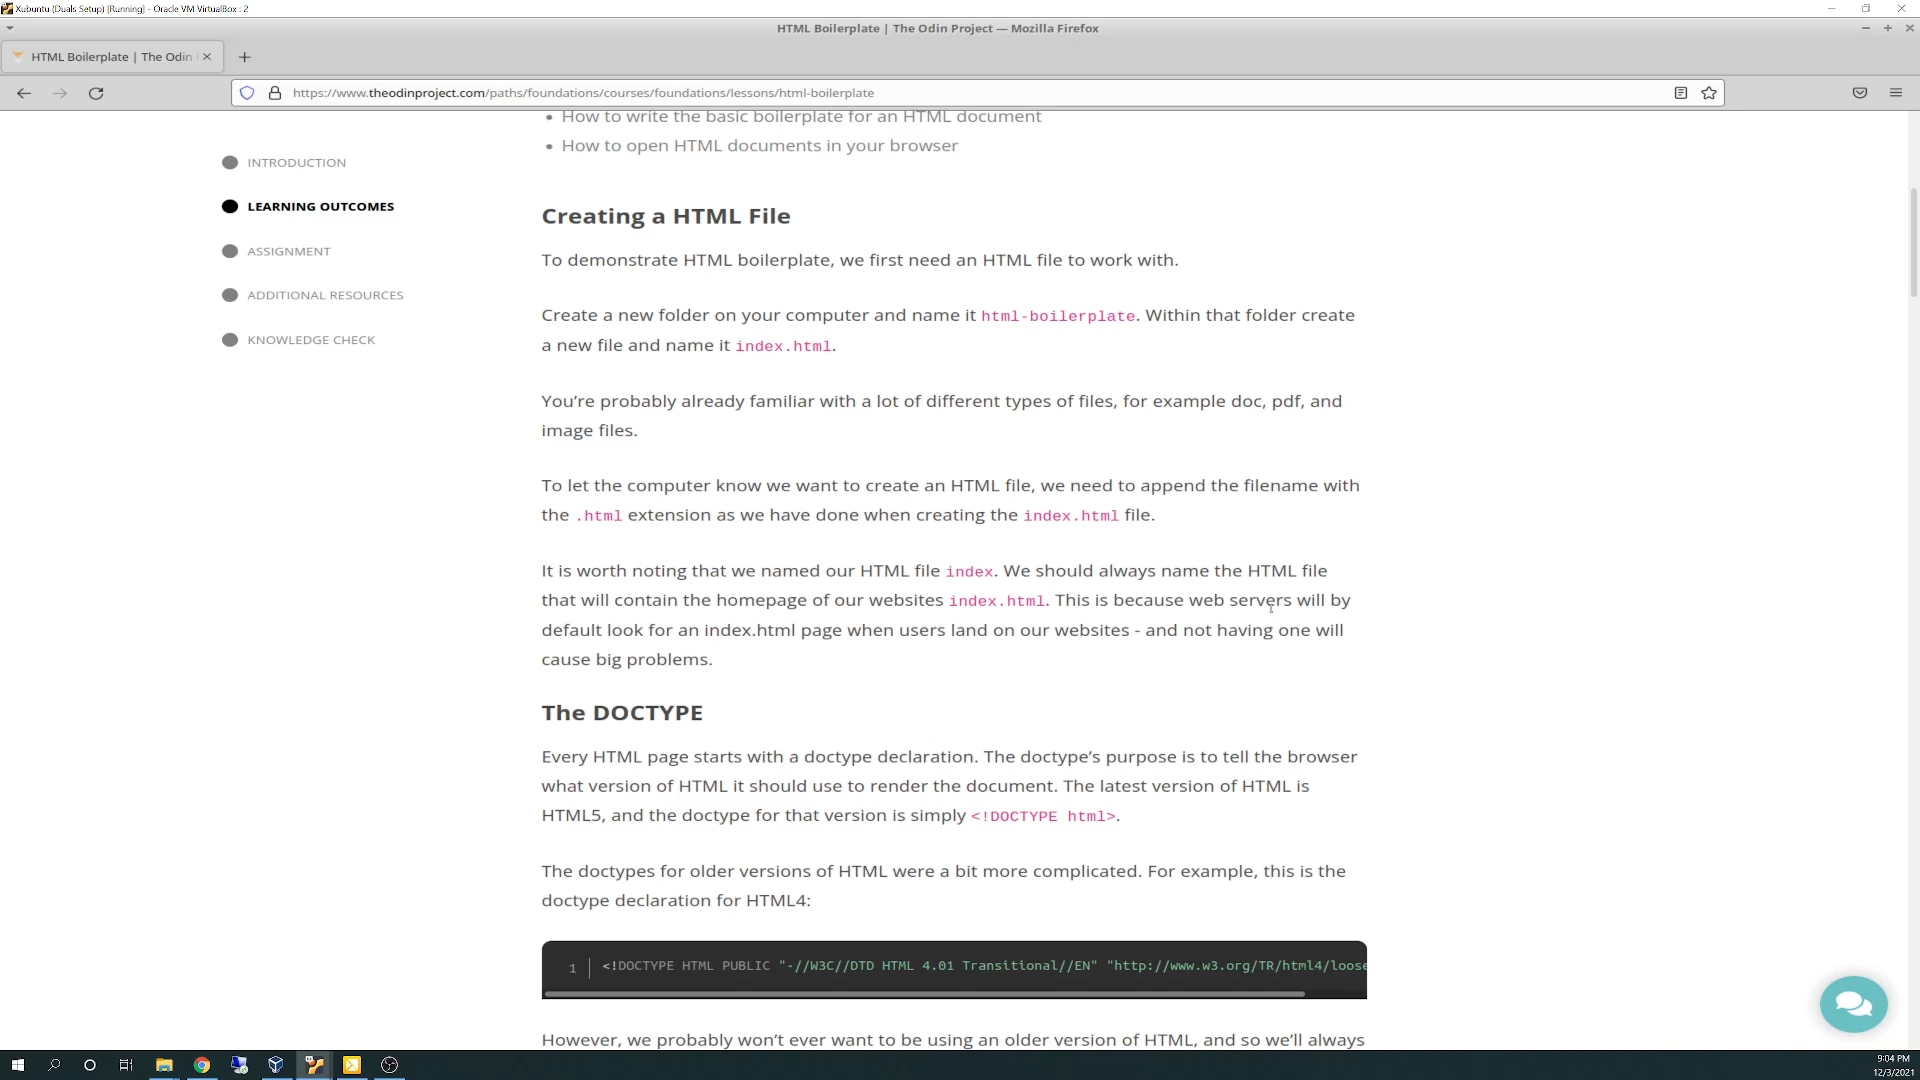 Xubuntu (Duals Setup) [Running] - Oracle VM VirtualBox : 2
HTML Boilerplate | The Odin Project — Mozilla Firefox
HTML Boilerplate | The Odin
https://www.theodinproject.com/paths/foundations/courses/foundations/lessons/html-boilerplate
INTRODUCTION
LEARNING OUTCOMES
ASSIGNMENT
ADDITIONAL RESOURCES
KNOWLEDGE CHECK
• How to write the basic boilerplate for an HTML document
• How to open HTML documents in your browser
Creating a HTML File
To demonstrate HTML boilerplate, we first need an HTML file to work with.
Create a new folder on your computer and name it html-boilerplate. Within that folder create
a new file and name it index.html.
You’re probably already familiar with a lot of different types of files, for example doc, pdf, and
image files.
To let the computer know we want to create an HTML file, we need to append the filename with
the .html extension as we have done when creating the index.html file.
It is worth noting that we named our HTML file index. We should always name the HTML file
that will contain the homepage of our websites index.html. This is because web servers will by
default look for an index.html page when users land on our websites - and not having one will
cause big problems.
The DOCTYPE
Every HTML page starts with a doctype declaration. The doctype’s purpose is to tell the browser
what version of HTML it should use to render the document. The latest version of HTML is
HTML5, and the doctype for that version is simply <!DOCTYPE html>.
The doctypes for older versions of HTML were a bit more complicated. For example, this is the
doctype declaration for HTML4:
1 <!DOCTYPE HTML PUBLIC "-//W3C//DTD HTML 4.01 Transitional//EN" "http://www.w3.org/TR/html4/loose
However, we probably won’t ever want to be using an older version of HTML, and so we’ll always
9:04 PM
12/3/2021